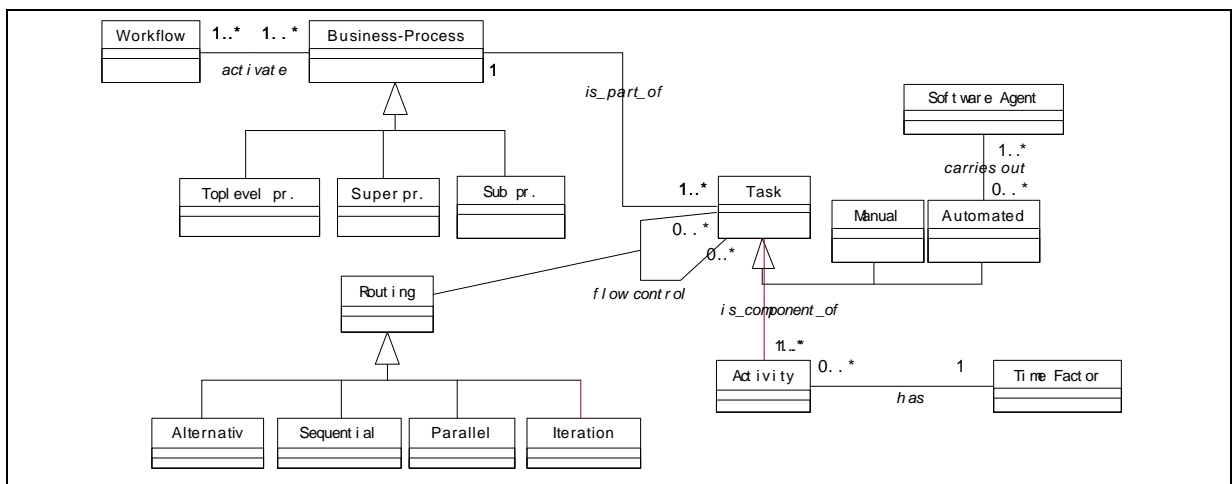 Workflow
1..*
1..*
Business-Process
activate
1
is_part_of
Software Agent
1..*
carries out
0..*
Toplevel pr.
Super pr.
Sub pr.
1..*
Task
Manual
Automated
0..*
0..*
flow control
Routing
is_component_of
Activity
0..*
1
Time Factor
has
Alternativ
Sequential
Parallel
Iteration